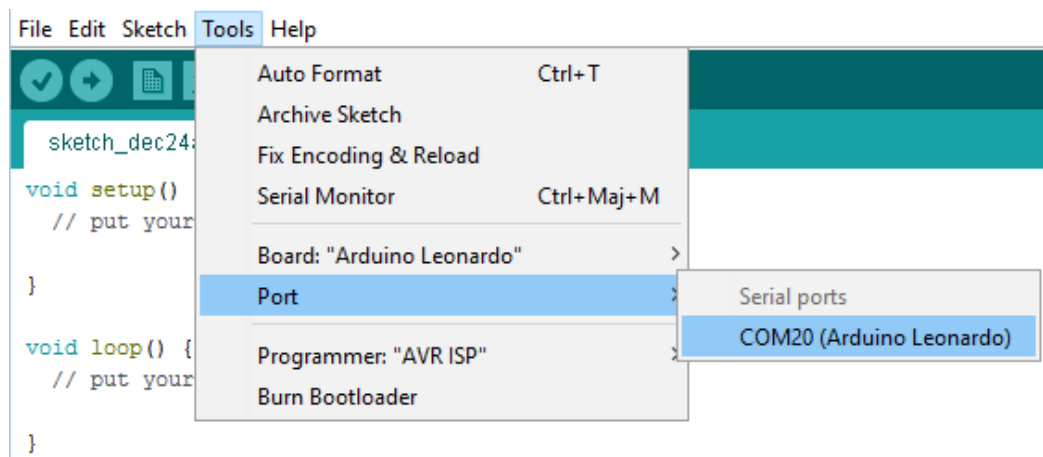 File Edit Sketch Tools Help
Auto Format Ctrl+T
Archive Sketch
sketch_dec24a
Fix Encoding & Reload
void setup()
Serial Monitor Ctrl+Maj+M
// put your
Board: "Arduino Leonardo"
}
Port
Serial ports
COM20 (Arduino Leonardo)
void loop() {
Programmer: "AVR ISP"
// put your
Burn Bootloader
}